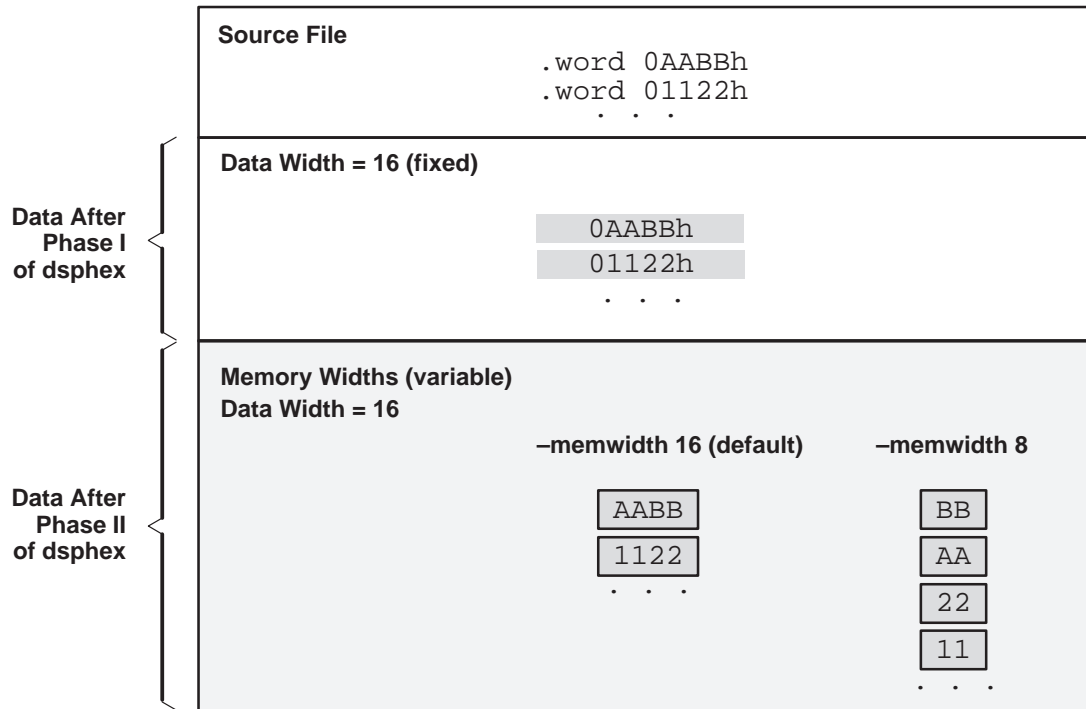 Source File
.word 0AABBh
.word 01122h
. . .
Data After
Phase I
of dsphex
Data Width = 16 (fixed)
0AABBh
01122h
. . .
Data After
Phase II
of dsphex
Memory Widths (variable)
Data Width = 16
–memwidth 16 (default)
–memwidth 8
AABB
1122
. . .
BB
AA
22
11
. . .